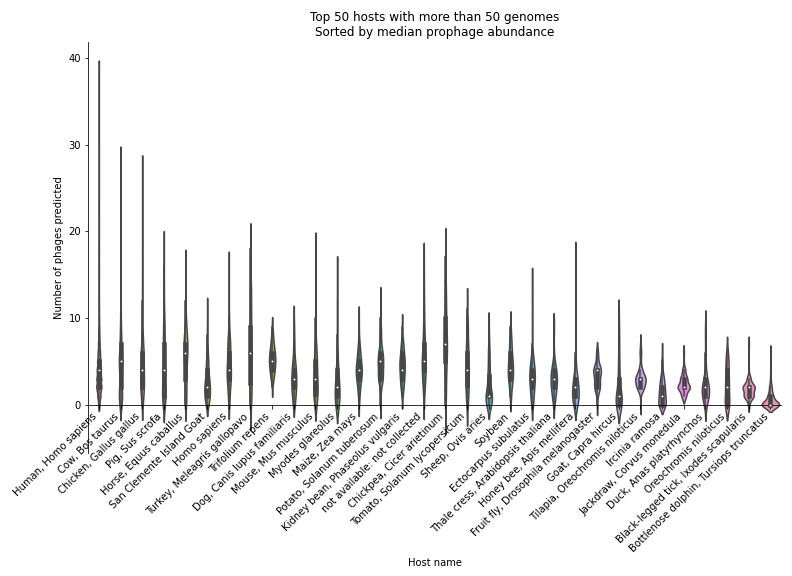 Top 50 hosts with more than 50 genomes
Sorted by median prophage abundance
40
30
20
10
0
Number of phages predicted
Human, Homo sapiens
Cow, Bos taurus
Chicken, Gallus gallus
Pig, Sus scrofa
Horse, Equus caballus
San Clemente Island Goat
Homo sapiens
Turkey, Meleagris gallopavo
Trifolium repens
Dog, Canis lupus familiaris
Mouse, Mus musculus
Myodes glareolus
Maize, Zea mays
Potato, Solanum tuberosum
Kidney bean, Phaseolus vulgaris
not available: not collected
Chickpea, Cicer arietinum
Tomato, Solanum lycopersicum
Sheep, Ovis aries
Soybean
Ectocarpus subulatus
Thale cress, Arabidopsis thaliana
Honey bee, Apis mellifera
Fruit fly, Drosophila melanogaster
Goat, Capra hircus
Tilapia, Oreochromis niloticus
Ircinia ramosa
Jackdraw, Corvus monedula
Duck, Anas platyrhynchos
Oreochromis niloticus
Black-legged tick, Ixodes scapularis
Bottlenose dolphin, Tursiops truncatus
Host name